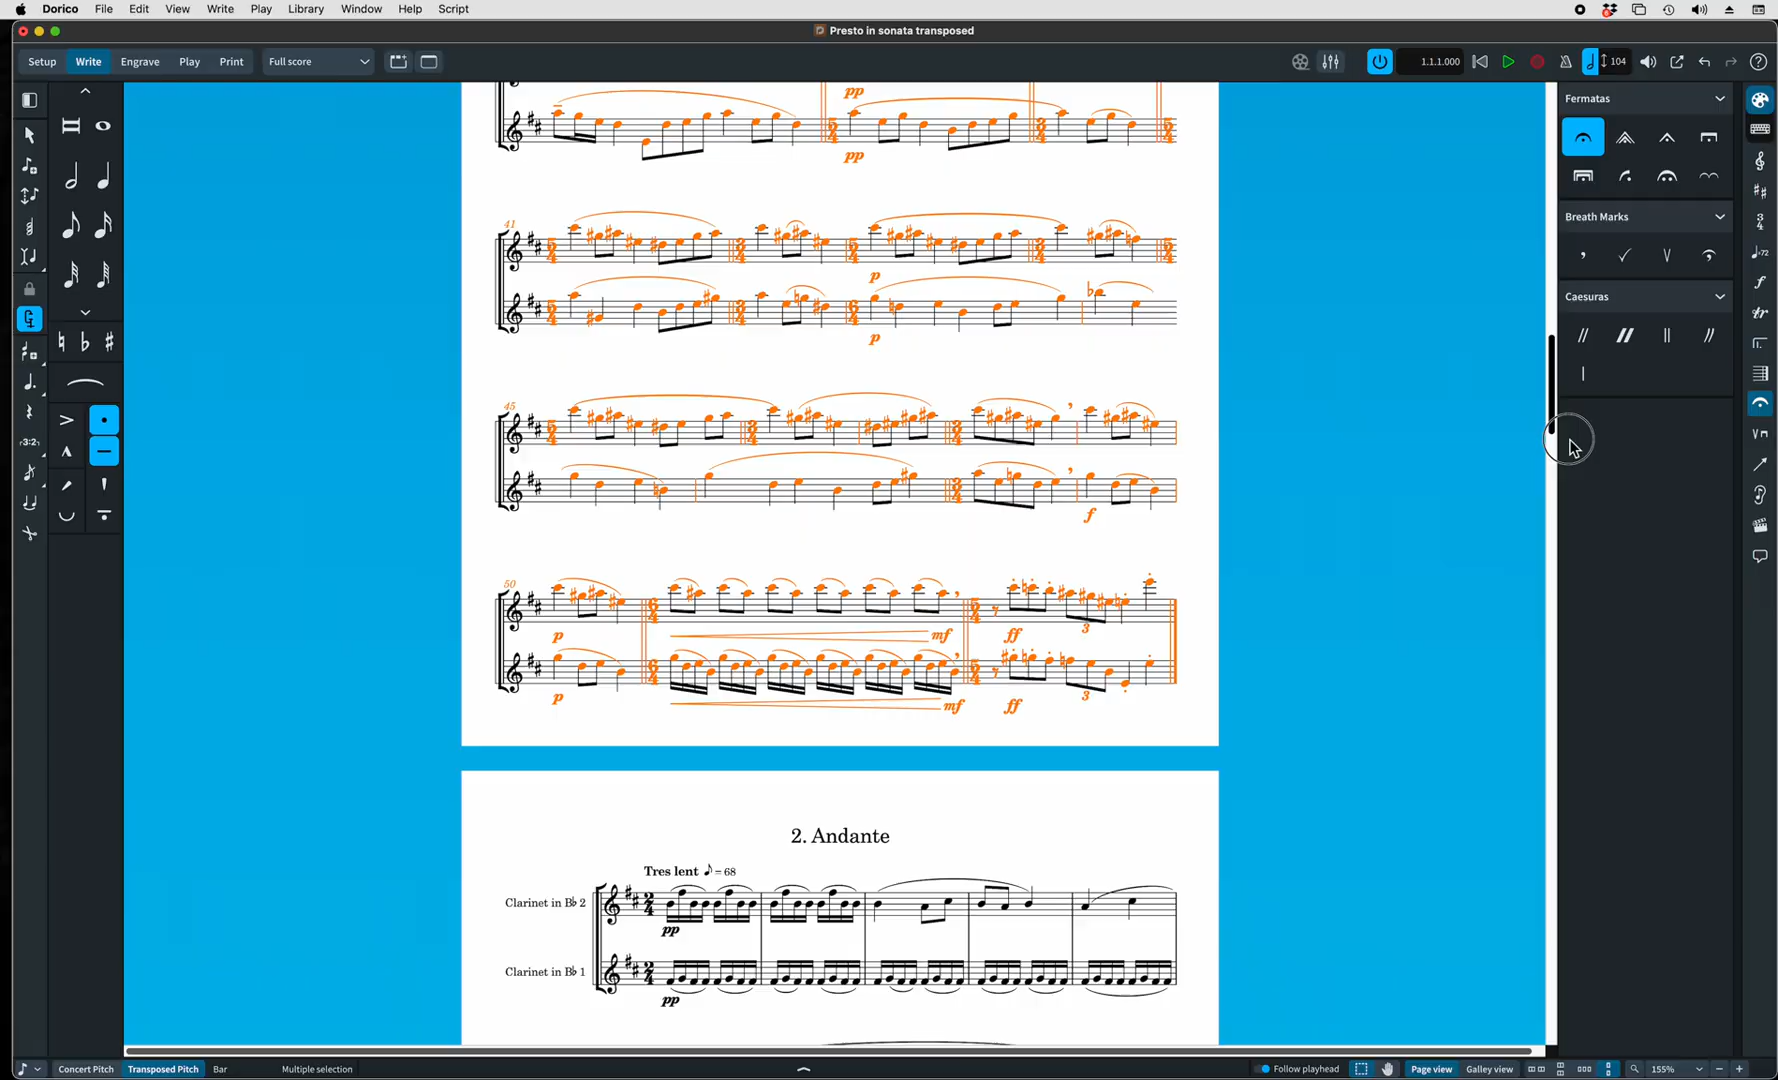 Dorico File Edit View Write Play Library Window Help Script
Presto in sonata transposed
Setup Write Engrave Play Print Full score 1.1.1.000 104
Fermatas
pp
pp
41
Breath Marks
p
p
Caesuras
45
f
50
p mf ff
3
p mf ff
3
2. Andante
Tres lent ♪ = 68
Clarinet in B♭ 2
pp
Clarinet in B♭ 1
pp
Concert Pitch Transposed Pitch Bar Multiple selection Follow playhead Page view Galley view 155%